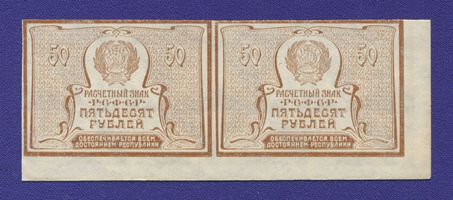 50 50
РАСЧЕТНЫЙ ЗНАК
Р·С·Ф·С·Р
ПЯТЬДЕСЯТ
РУБЛЕЙ
ОБЕСПЕЧИВАЕТСЯ ВСЕМ
ДОСТОЯНИЕМ РЕСПУБЛИКИ
50 50
РАСЧЕТНЫЙ ЗНАК
Р·С·Ф·С·Р
ПЯТЬДЕСЯТ
РУБЛЕЙ
ОБЕСПЕЧИВАЕТСЯ ВСЕМ
ДОСТОЯНИЕМ РЕСПУБЛИКИ